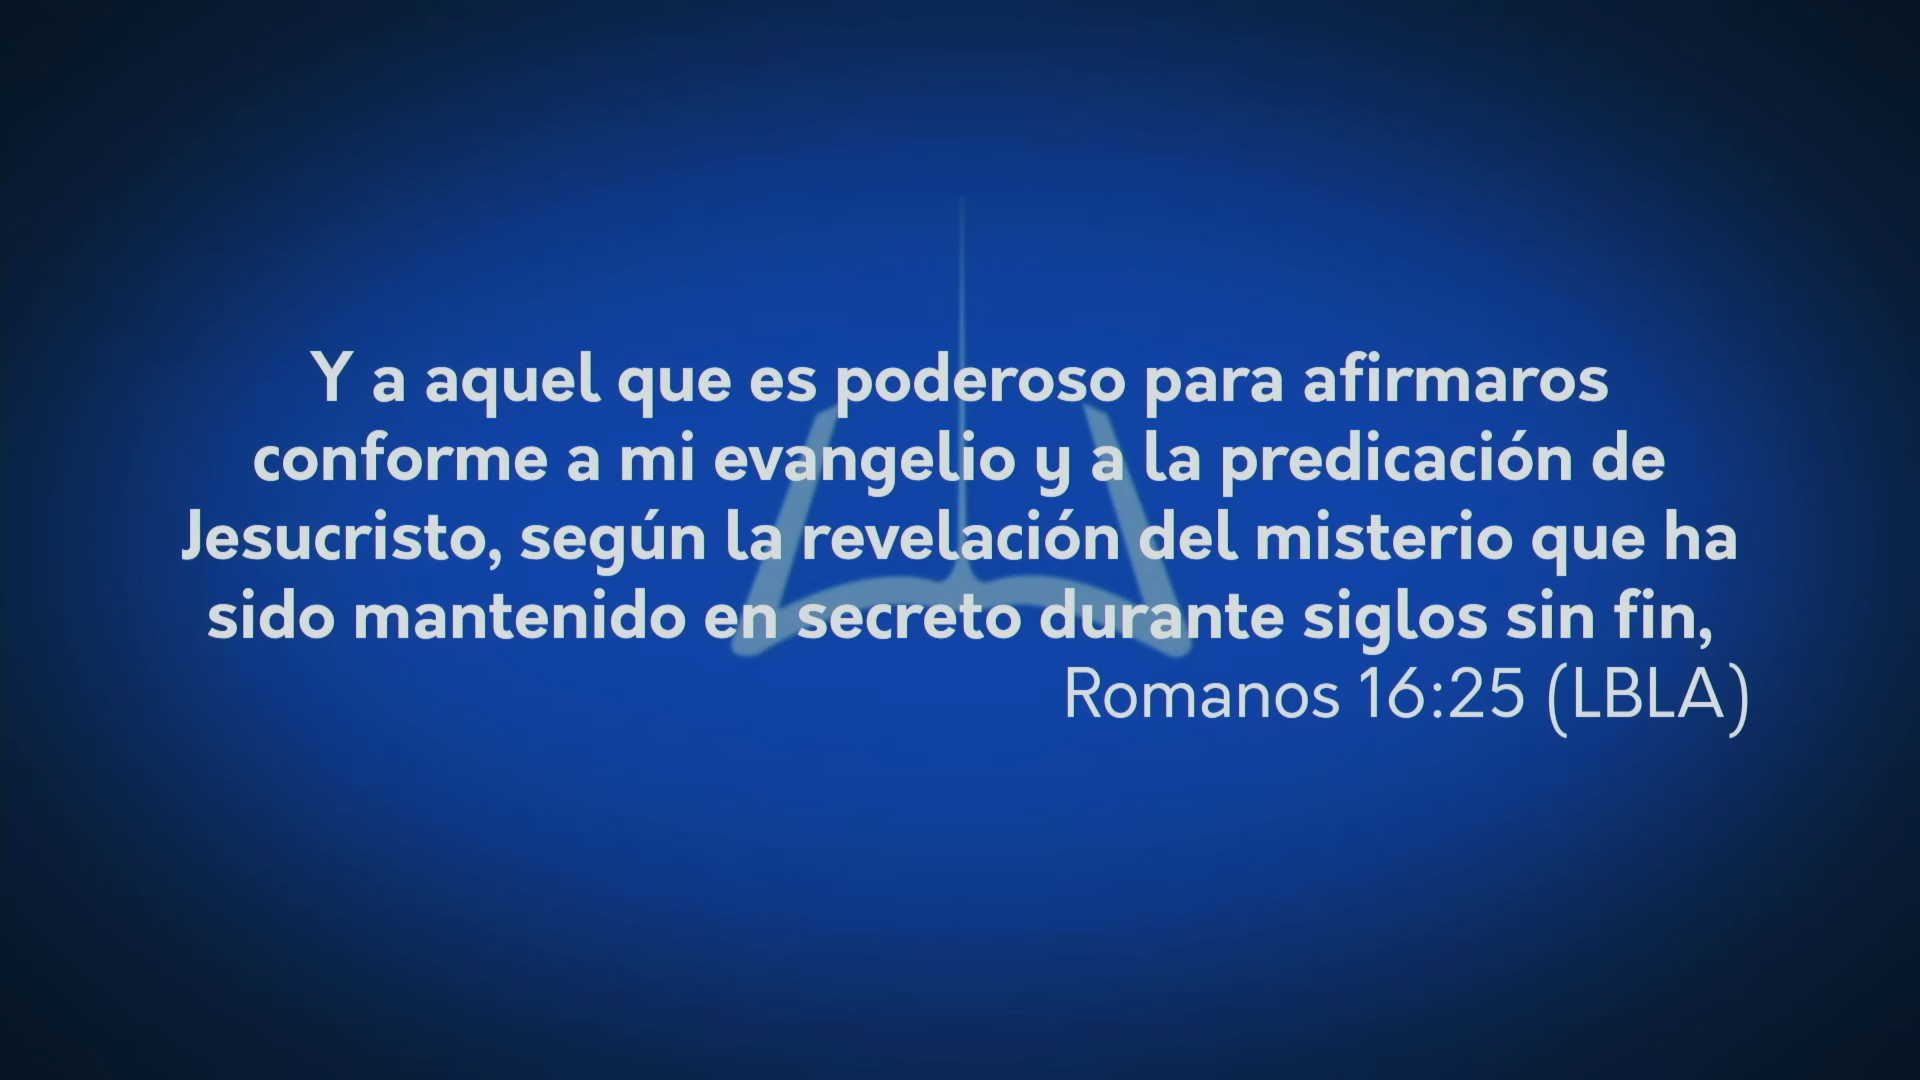 Y a aquel que es poderoso para afirmaros
conforme a mi evangelio y a la predicación de
Jesucristo, según la revelación del misterio que ha
sido mantenido en secreto durante siglos sin fin,
Romanos 16:25 (LBLA)